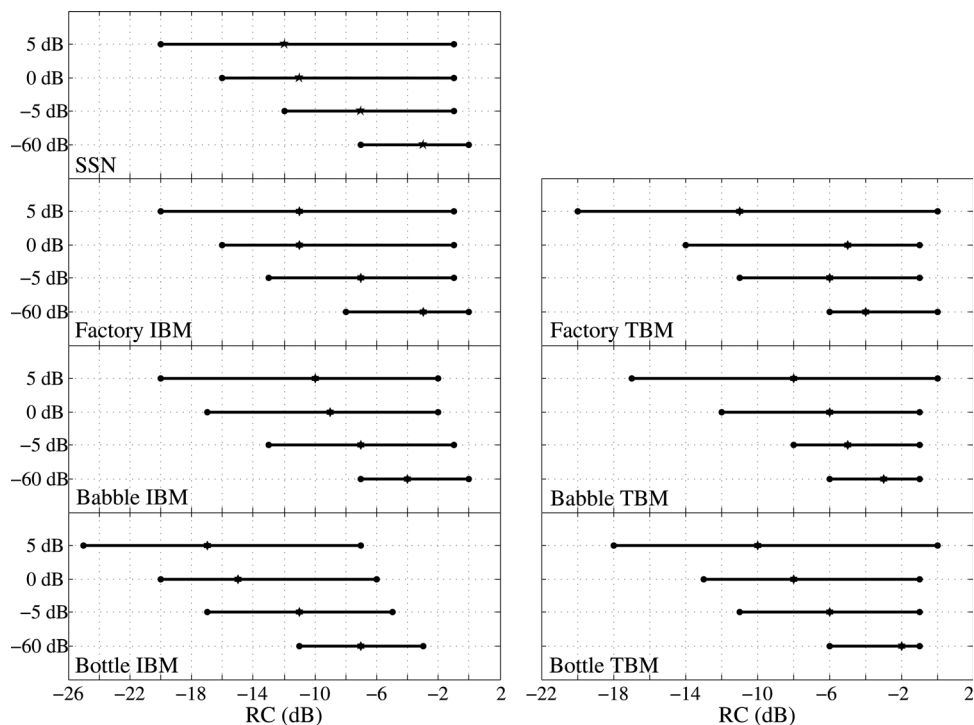 5 dB
0 dB
−5 dB
−60 dB
SSN
5 dB
0 dB
−5 dB
−60 dB
Factory IBM
Factory TBM
5 dB
0 dB
−5 dB
−60 dB
Babble IBM
Babble TBM
5 dB
0 dB
−5 dB
−60 dB
Bottle IBM
Bottle TBM
−26 −22 −18 −14 −10 −6 −2 2
RC (dB)
−22 −18 −14 −10 −6 −2 2
RC (dB)